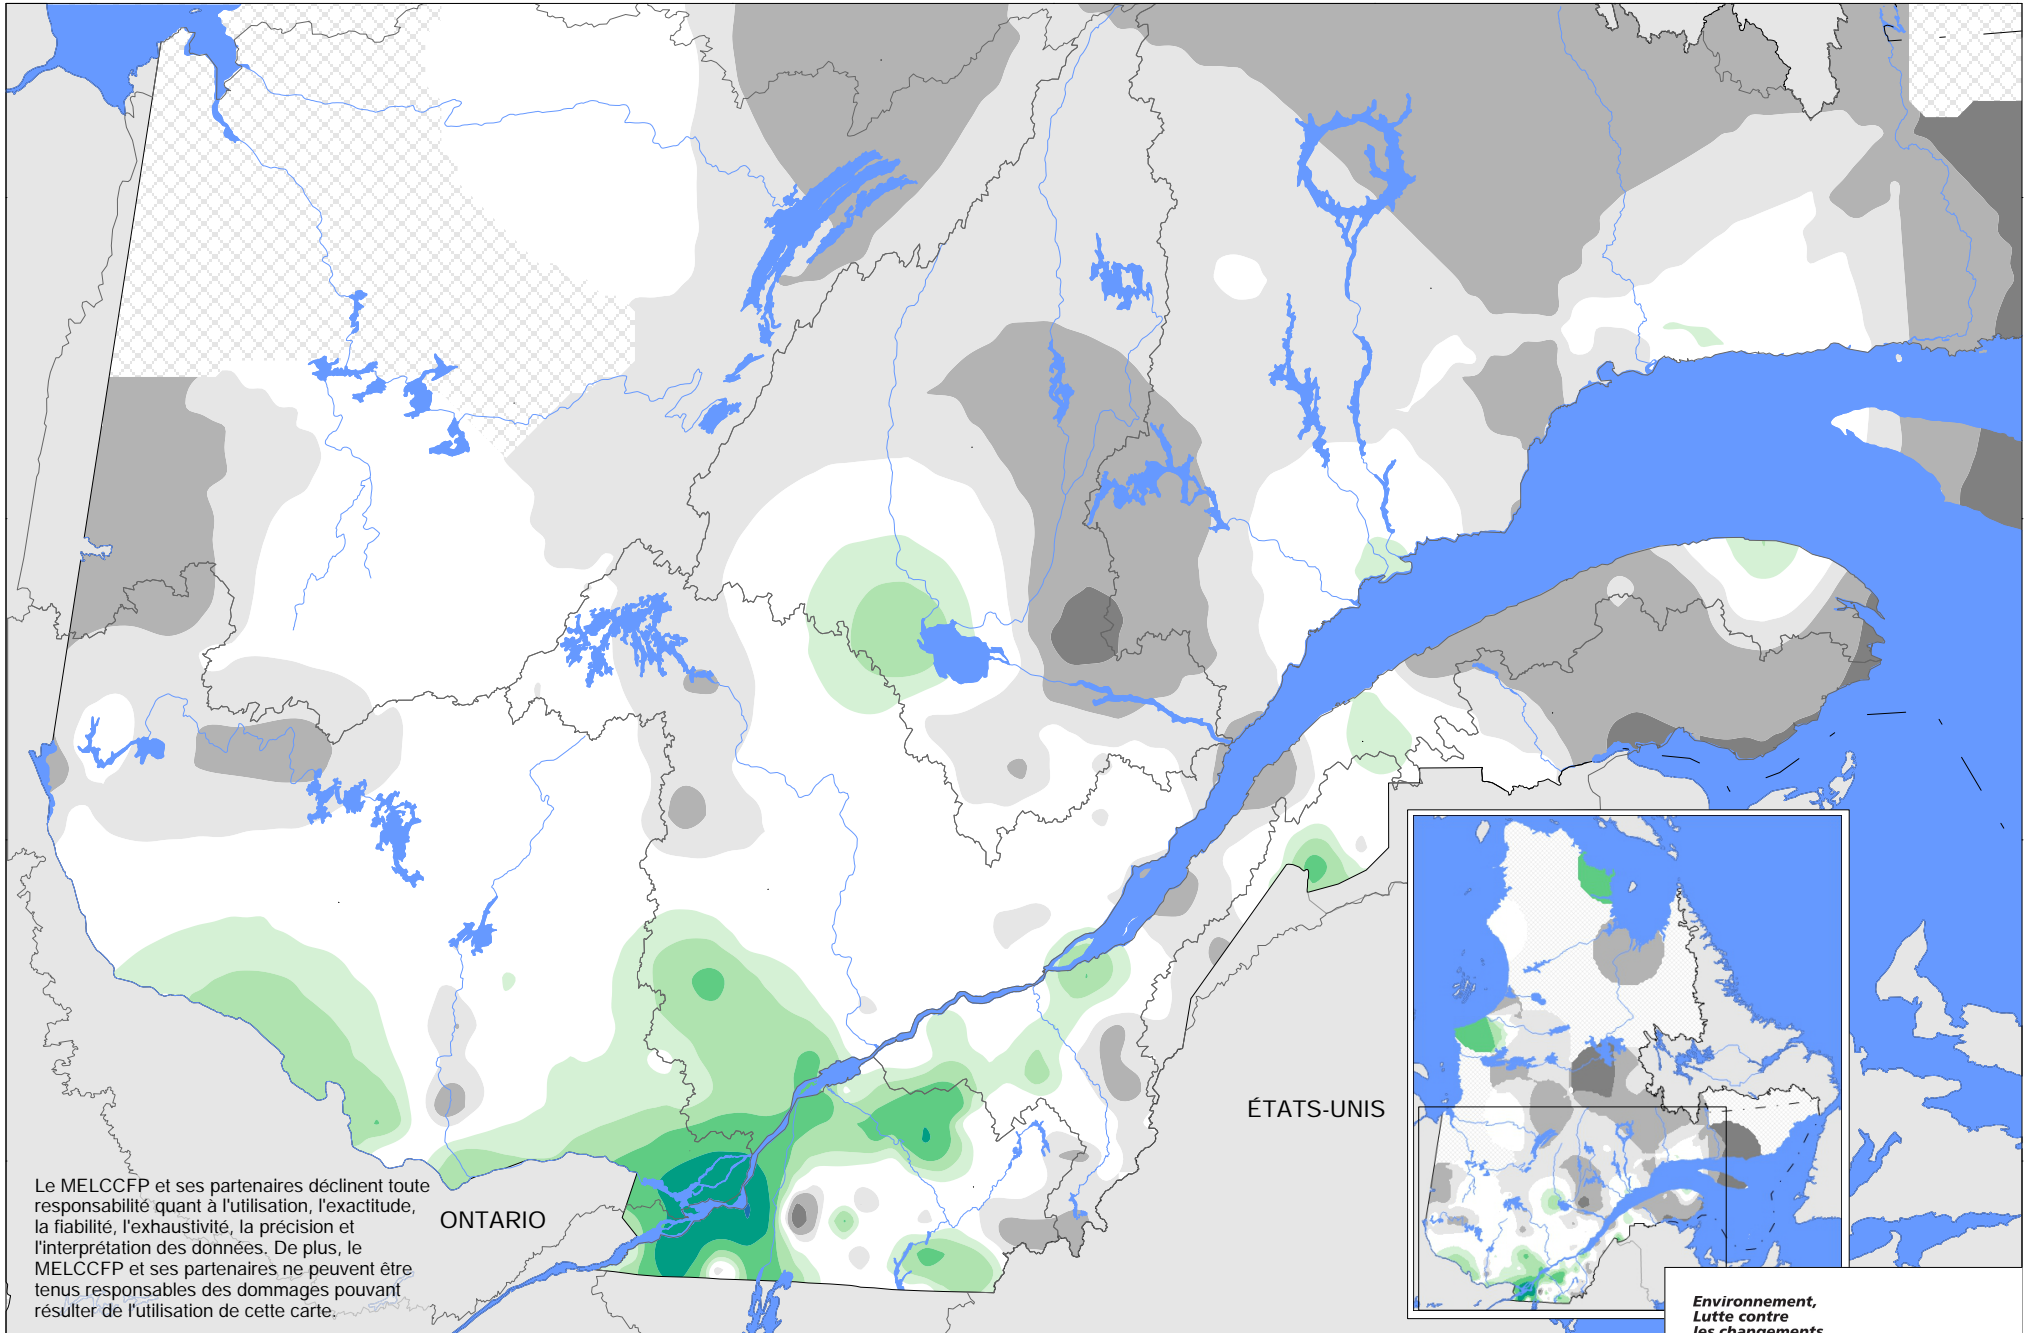 ÉTATS-UNIS
Le MELCCFP et ses partenaires déclinent toute
responsabilité quant à l'utilisation, l'exactitude,
la fiabilité, l'exhaustivité, la précision et
l'interprétation des données. De plus, le
MELCCFP et ses partenaires ne peuvent être
tenus responsables des dommages pouvant
résulter de l'utilisation de cette carte.
ONTARIO
Environnement,
Lutte contre
les changements